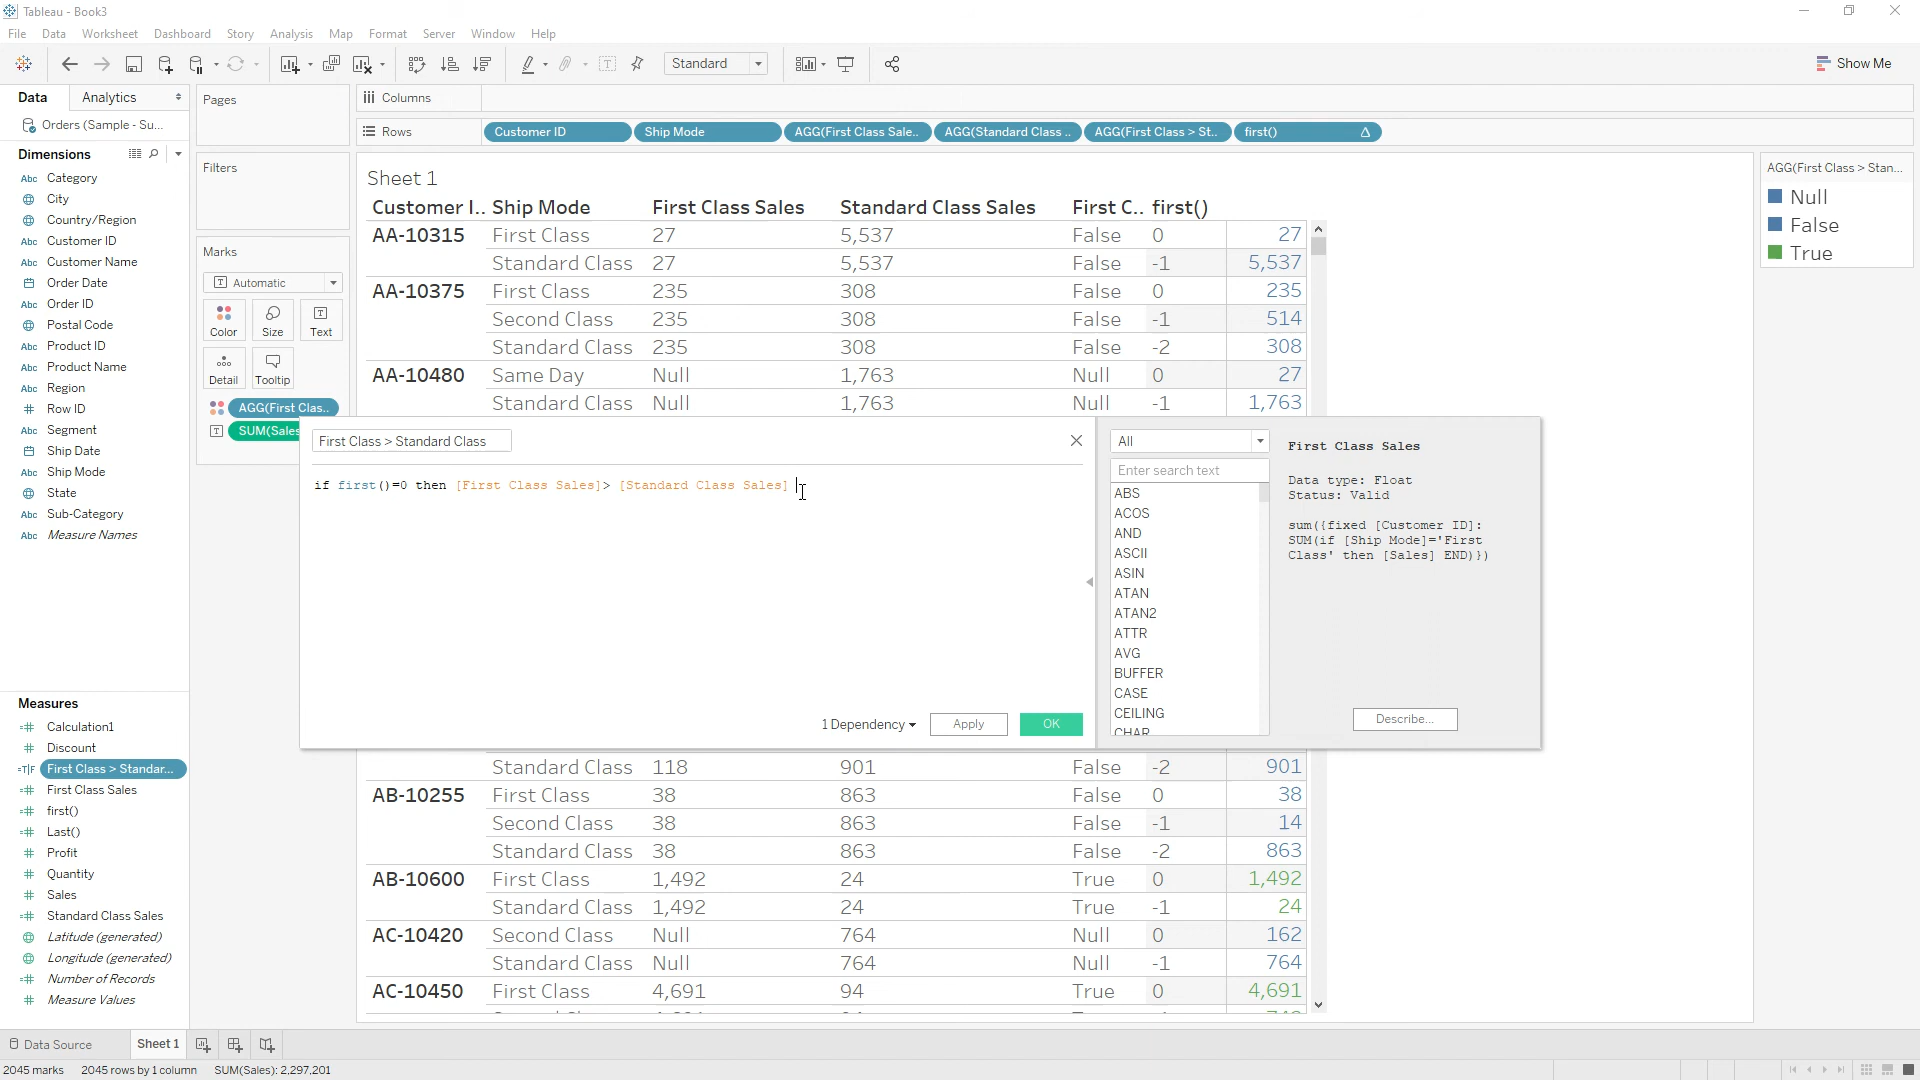 Tableau - Book3
File Data Worksheet Dashboard Story Analysis Map Format Server Window Help
Standard
Show Me
Data
Analytics
Orders (Sample - Su...
Dimensions
Abc Category
City
Country/Region
Abc Customer ID
Abc Customer Name
Order Date
Abc Order ID
Postal Code
Abc Product ID
Abc Product Name
Abc Region
# Row ID
Abc Segment
Ship Date
Abc Ship Mode
State
Abc Sub-Category
Abc Measure Names
Measures
=# Calculation1
# Discount
=T|F First Class > Standar...
=# First Class Sales
=# first()
=# Last()
# Profit
# Quantity
# Sales
=# Standard Class Sales
Latitude (generated)
Longitude (generated)
=# Number of Records
# Measure Values
Pages
Filters
Marks
Automatic
Color Size Text
Detail Tooltip
AGG(First Clas..
SUM(Sales
Columns
Rows
Customer ID Ship Mode AGG(First Class Sale.. AGG(Standard Class .. AGG(First Class > St.. first() Δ
Sheet 1
Customer I.. Ship Mode First Class Sales Standard Class Sales First C.. first()
AA-10315 First Class 27 5,537 False 0 27
Standard Class 27 5,537 False -1 5,537
AA-10375 First Class 235 308 False 0 235
Second Class 235 308 False -1 514
Standard Class 235 308 False -2 308
AA-10480 Same Day Null 1,763 Null 0 27
Standard Class Null 1,763 Null -1 1,763
First Class > Standard Class
if first()=0 then [First Class Sales]> [Standard Class Sales]
1 Dependency
Apply
OK
All
Enter search text
ABS
ACOS
AND
ASCII
ASIN
ATAN
ATAN2
ATTR
AVG
BUFFER
CASE
CEILING
CHAR
First Class Sales
Data type: Float
Status: Valid
sum({fixed [Customer ID]:
SUM(if [Ship Mode]='First
Class' then [Sales] END)})
Describe...
Standard Class 118 901 False -2 901
AB-10255 First Class 38 863 False 0 38
Second Class 38 863 False -1 14
Standard Class 38 863 False -2 863
AB-10600 First Class 1,492 24 True 0 1,492
Standard Class 1,492 24 True -1 24
AC-10420 Second Class Null 764 Null 0 162
Standard Class Null 764 Null -1 764
AC-10450 First Class 4,691 94 True 0 4,691
AGG(First Class > Stan...
Null
False
True
Data Source
Sheet 1
2045 marks 2045 rows by 1 column SUM(Sales): 2,297,201